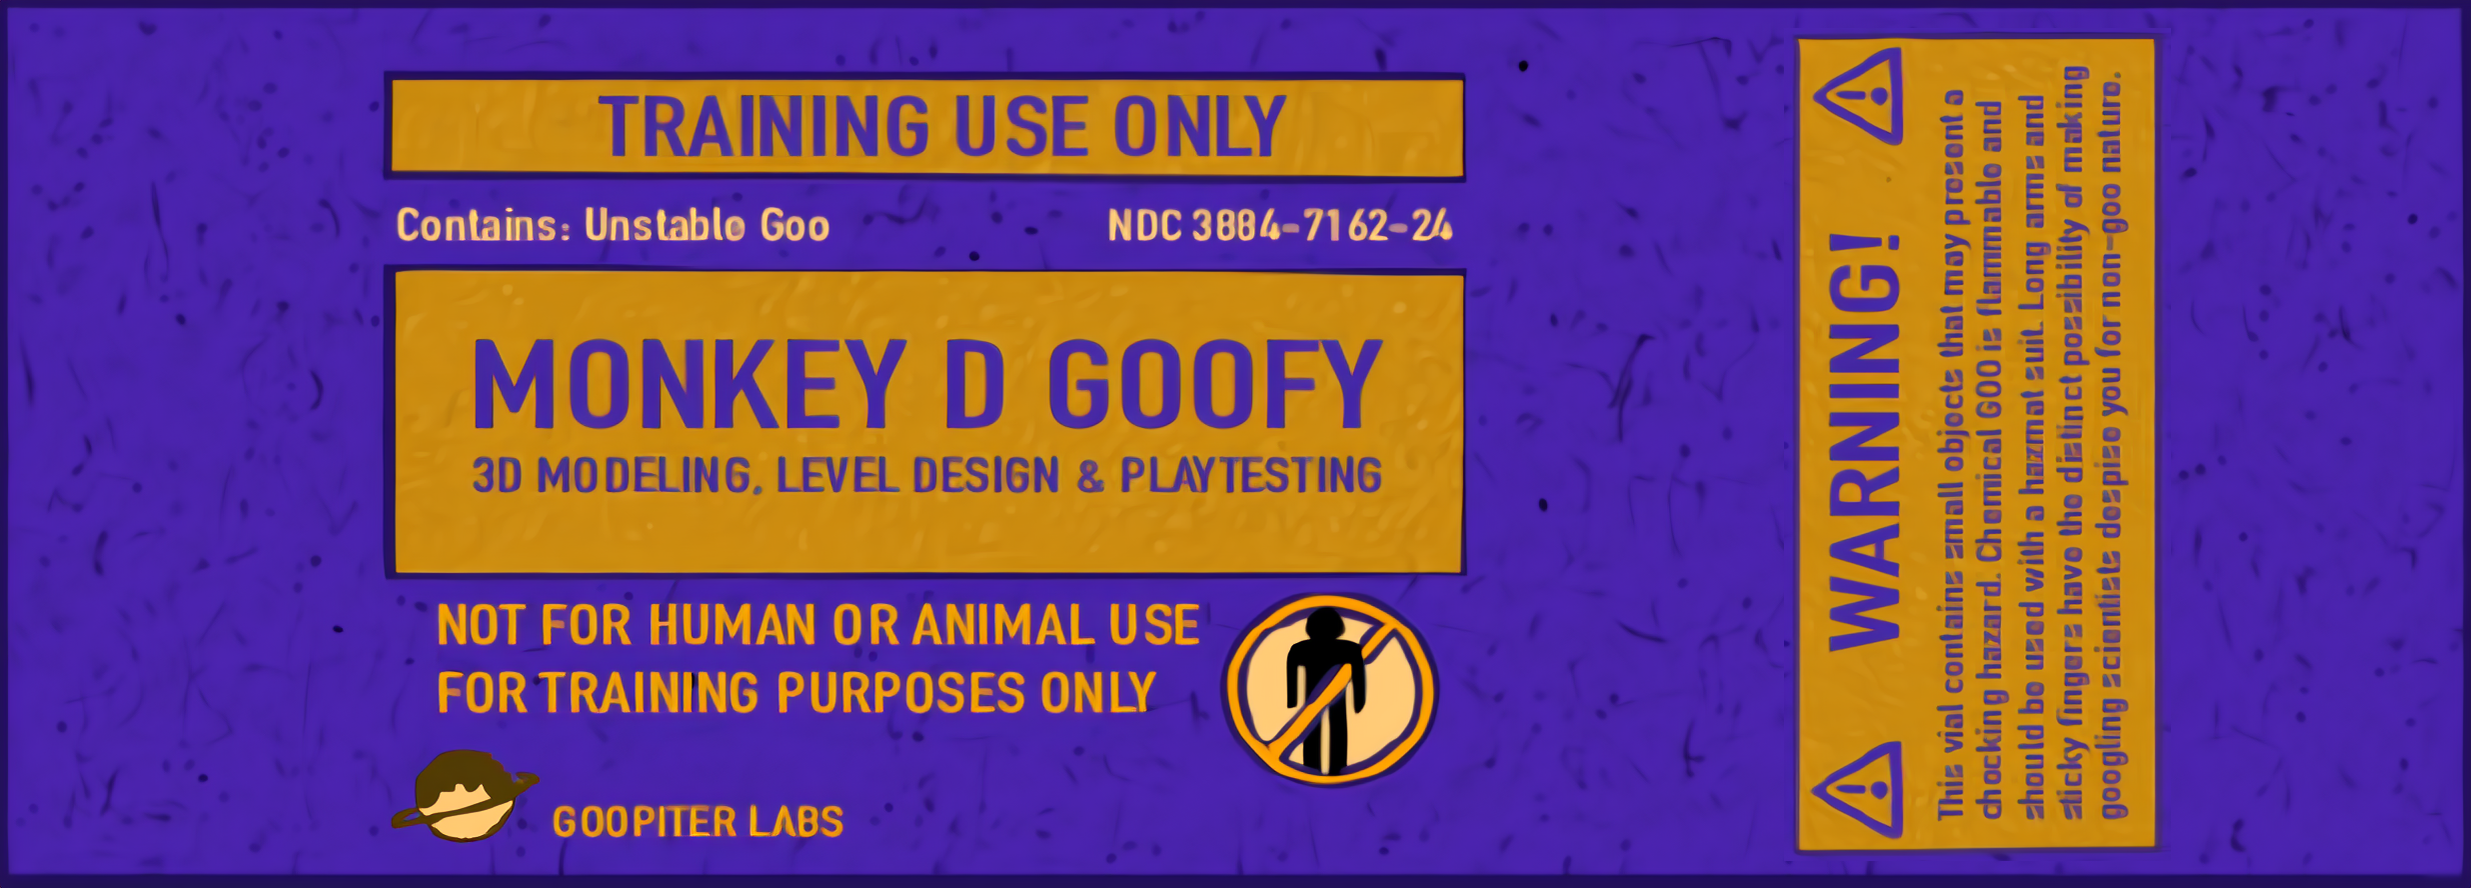 TRAINING USE ONLY
Contains: Unstable Goo
NDC 3884-7162-24
MONKEY D GOOFY
3D MODELING, LEVEL DESIGN & PLAYTESTING
NOT FOR HUMAN OR ANIMAL USE
FOR TRAINING PURPOSES ONLY
GOOPITER LABS
WARNING!
This vial contains small objects that may present a
chocking hazard. Chemical GOO is flammable and
should be used with a hazmat suit. Long arms and
sticky fingers have the distinct possibility of making
googling scientists despise you for non-goo nature.